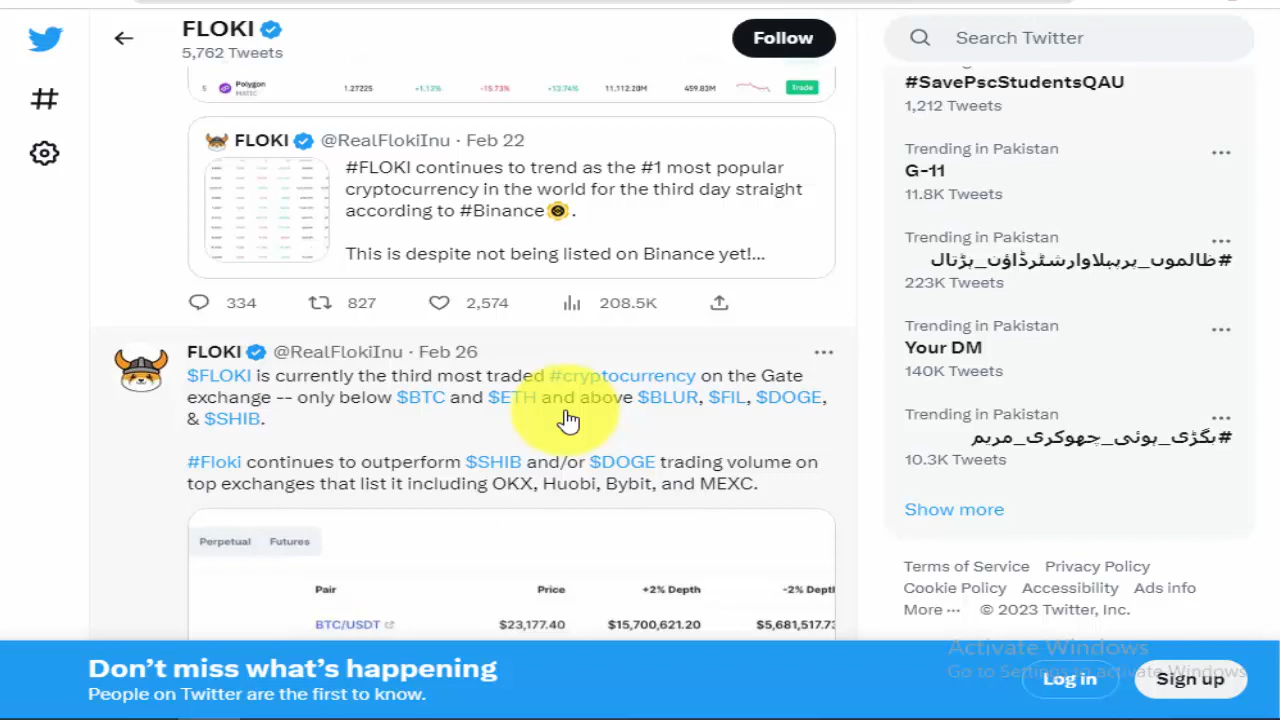 FLOKI
5,762 Tweets
Follow
Search Twitter
5 Polygon MATIC 1.27225 +1.13% -15.73% +13.74% 11,112.20M 459.83M Trade
FLOKI @RealFlokiInu · Feb 22
#FLOKI continues to trend as the #1 most popular
cryptocurrency in the world for the third day straight
according to #Binance.
This is despite not being listed on Binance yet!...
334 827 2,574 208.5K
FLOKI @RealFlokiInu · Feb 26
$FLOKI is currently the third most traded #cryptocurrency on the Gate
exchange -- only below $BTC and $ETH and above $BLUR, $FIL, $DOGE,
& $SHIB.
#Floki continues to outperform $SHIB and/or $DOGE trading volume on
top exchanges that list it including OKX, Huobi, Bybit, and MEXC.
Perpetual Futures
Pair Price +2% Depth -2% Depth
BTC/USDT $23,177.40 $15,700,621.20 $5,681,517.73
#SavePscStudentsQAU
1,212 Tweets
Trending in Pakistan
G-11
11.8K Tweets
Trending in Pakistan
#ظالموں_پرپہلاوارشٹرڈاؤن_ہڑتال
223K Tweets
Trending in Pakistan
Your DM
140K Tweets
Trending in Pakistan
#بگڑی_ہوئی_چھوکری_مریم
10.3K Tweets
Show more
Terms of Service Privacy Policy
Cookie Policy Accessibility Ads info
More ··· © 2023 Twitter, Inc.
Don't miss what's happening
People on Twitter are the first to know.
Log in
Sign up
Activate Windows
Go to Settings to activate Windows.